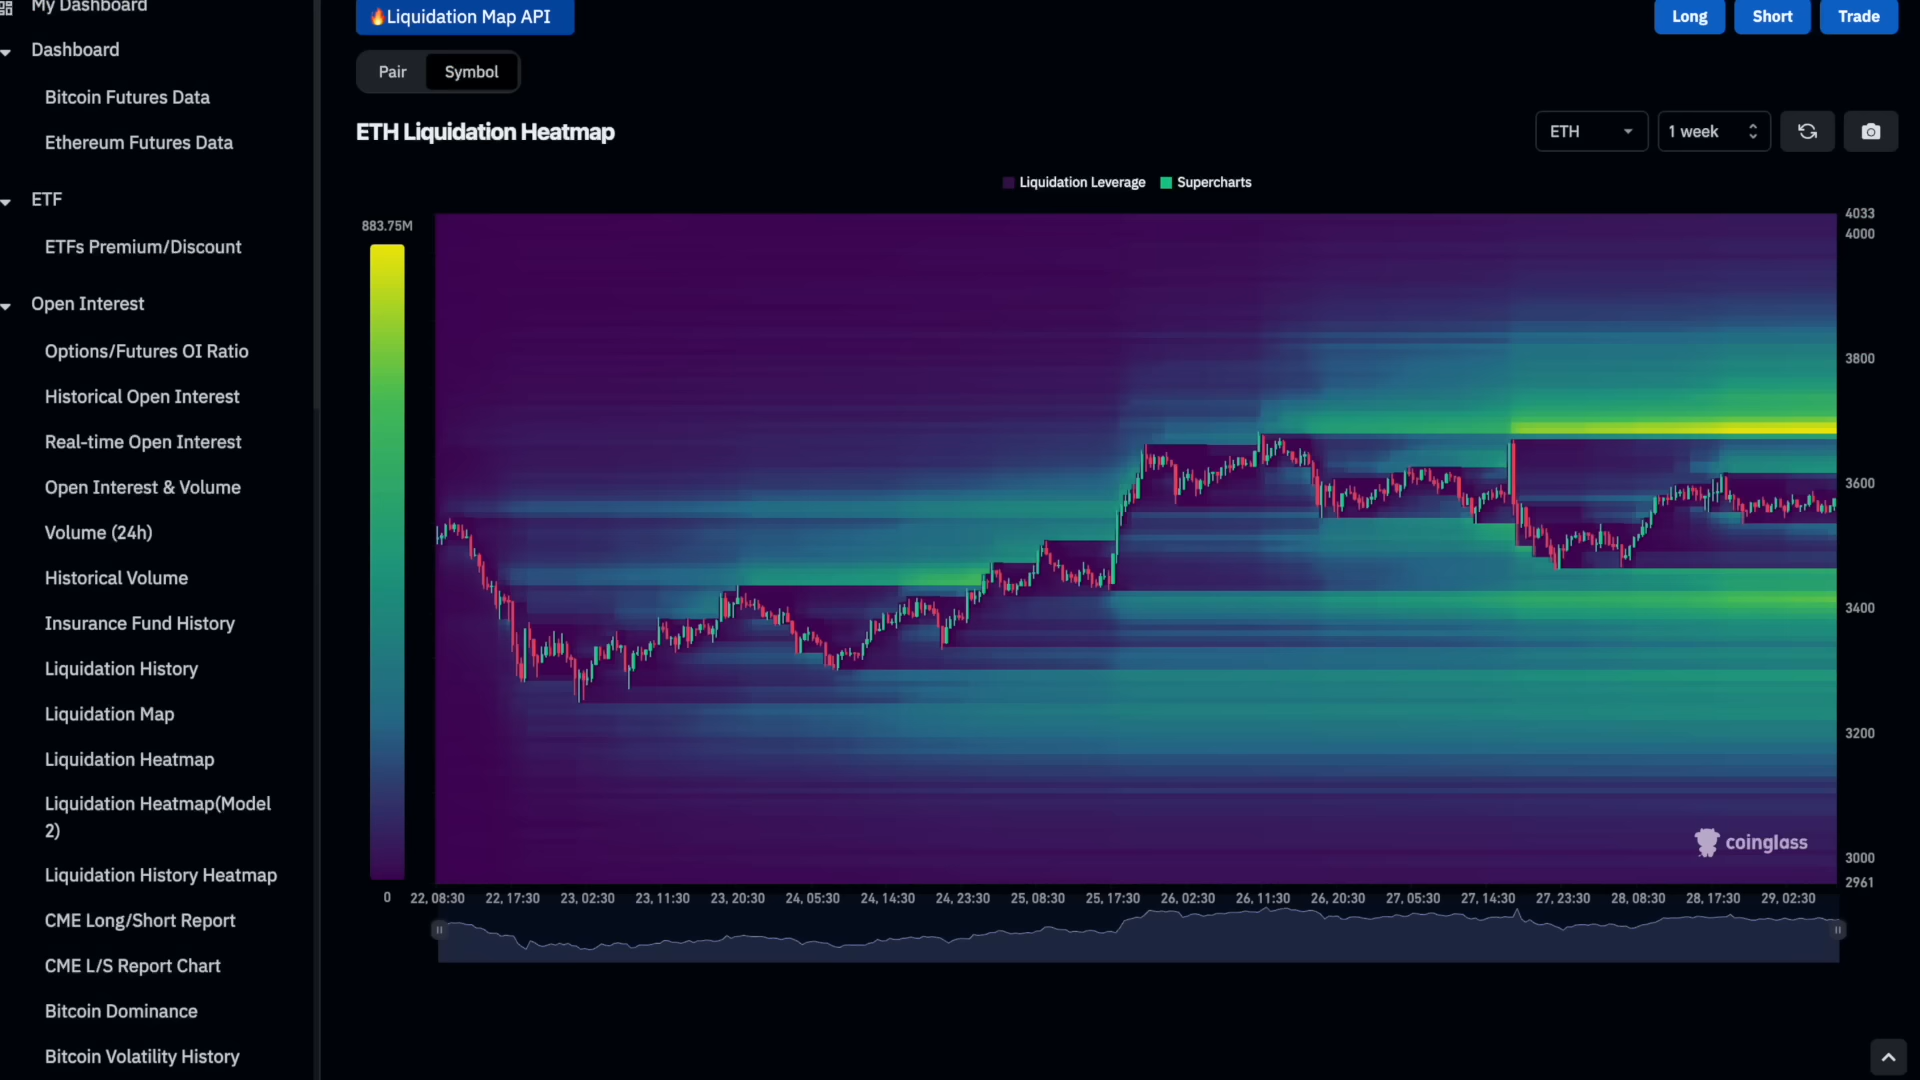 My Dashboard
Dashboard
Bitcoin Futures Data
Ethereum Futures Data
ETF
ETFs Premium/Discount
Open Interest
Options/Futures OI Ratio
Historical Open Interest
Real-time Open Interest
Open Interest & Volume
Volume (24h)
Historical Volume
Insurance Fund History
Liquidation History
Liquidation Map
Liquidation Heatmap
Liquidation Heatmap(Model
2)
Liquidation History Heatmap
CME Long/Short Report
CME L/S Report Chart
Bitcoin Dominance
Bitcoin Volatility History
🔥Liquidation Map API
Long Short Trade
Pair Symbol
ETH Liquidation Heatmap
ETH 1 week
Liquidation Leverage Supercharts
883.75M
0
4033
4000
3800
3600
3400
3200
3000
2961
coinglass
22, 08:30 22, 17:30 23, 02:30 23, 11:30 23, 20:30 24, 05:30 24, 14:30 24, 23:30 25, 08:30 25, 17:30 26, 02:30 26, 11:30 26, 20:30 27, 05:30 27, 14:30 27, 23:30 28, 08:30 28, 17:30 29, 02:30